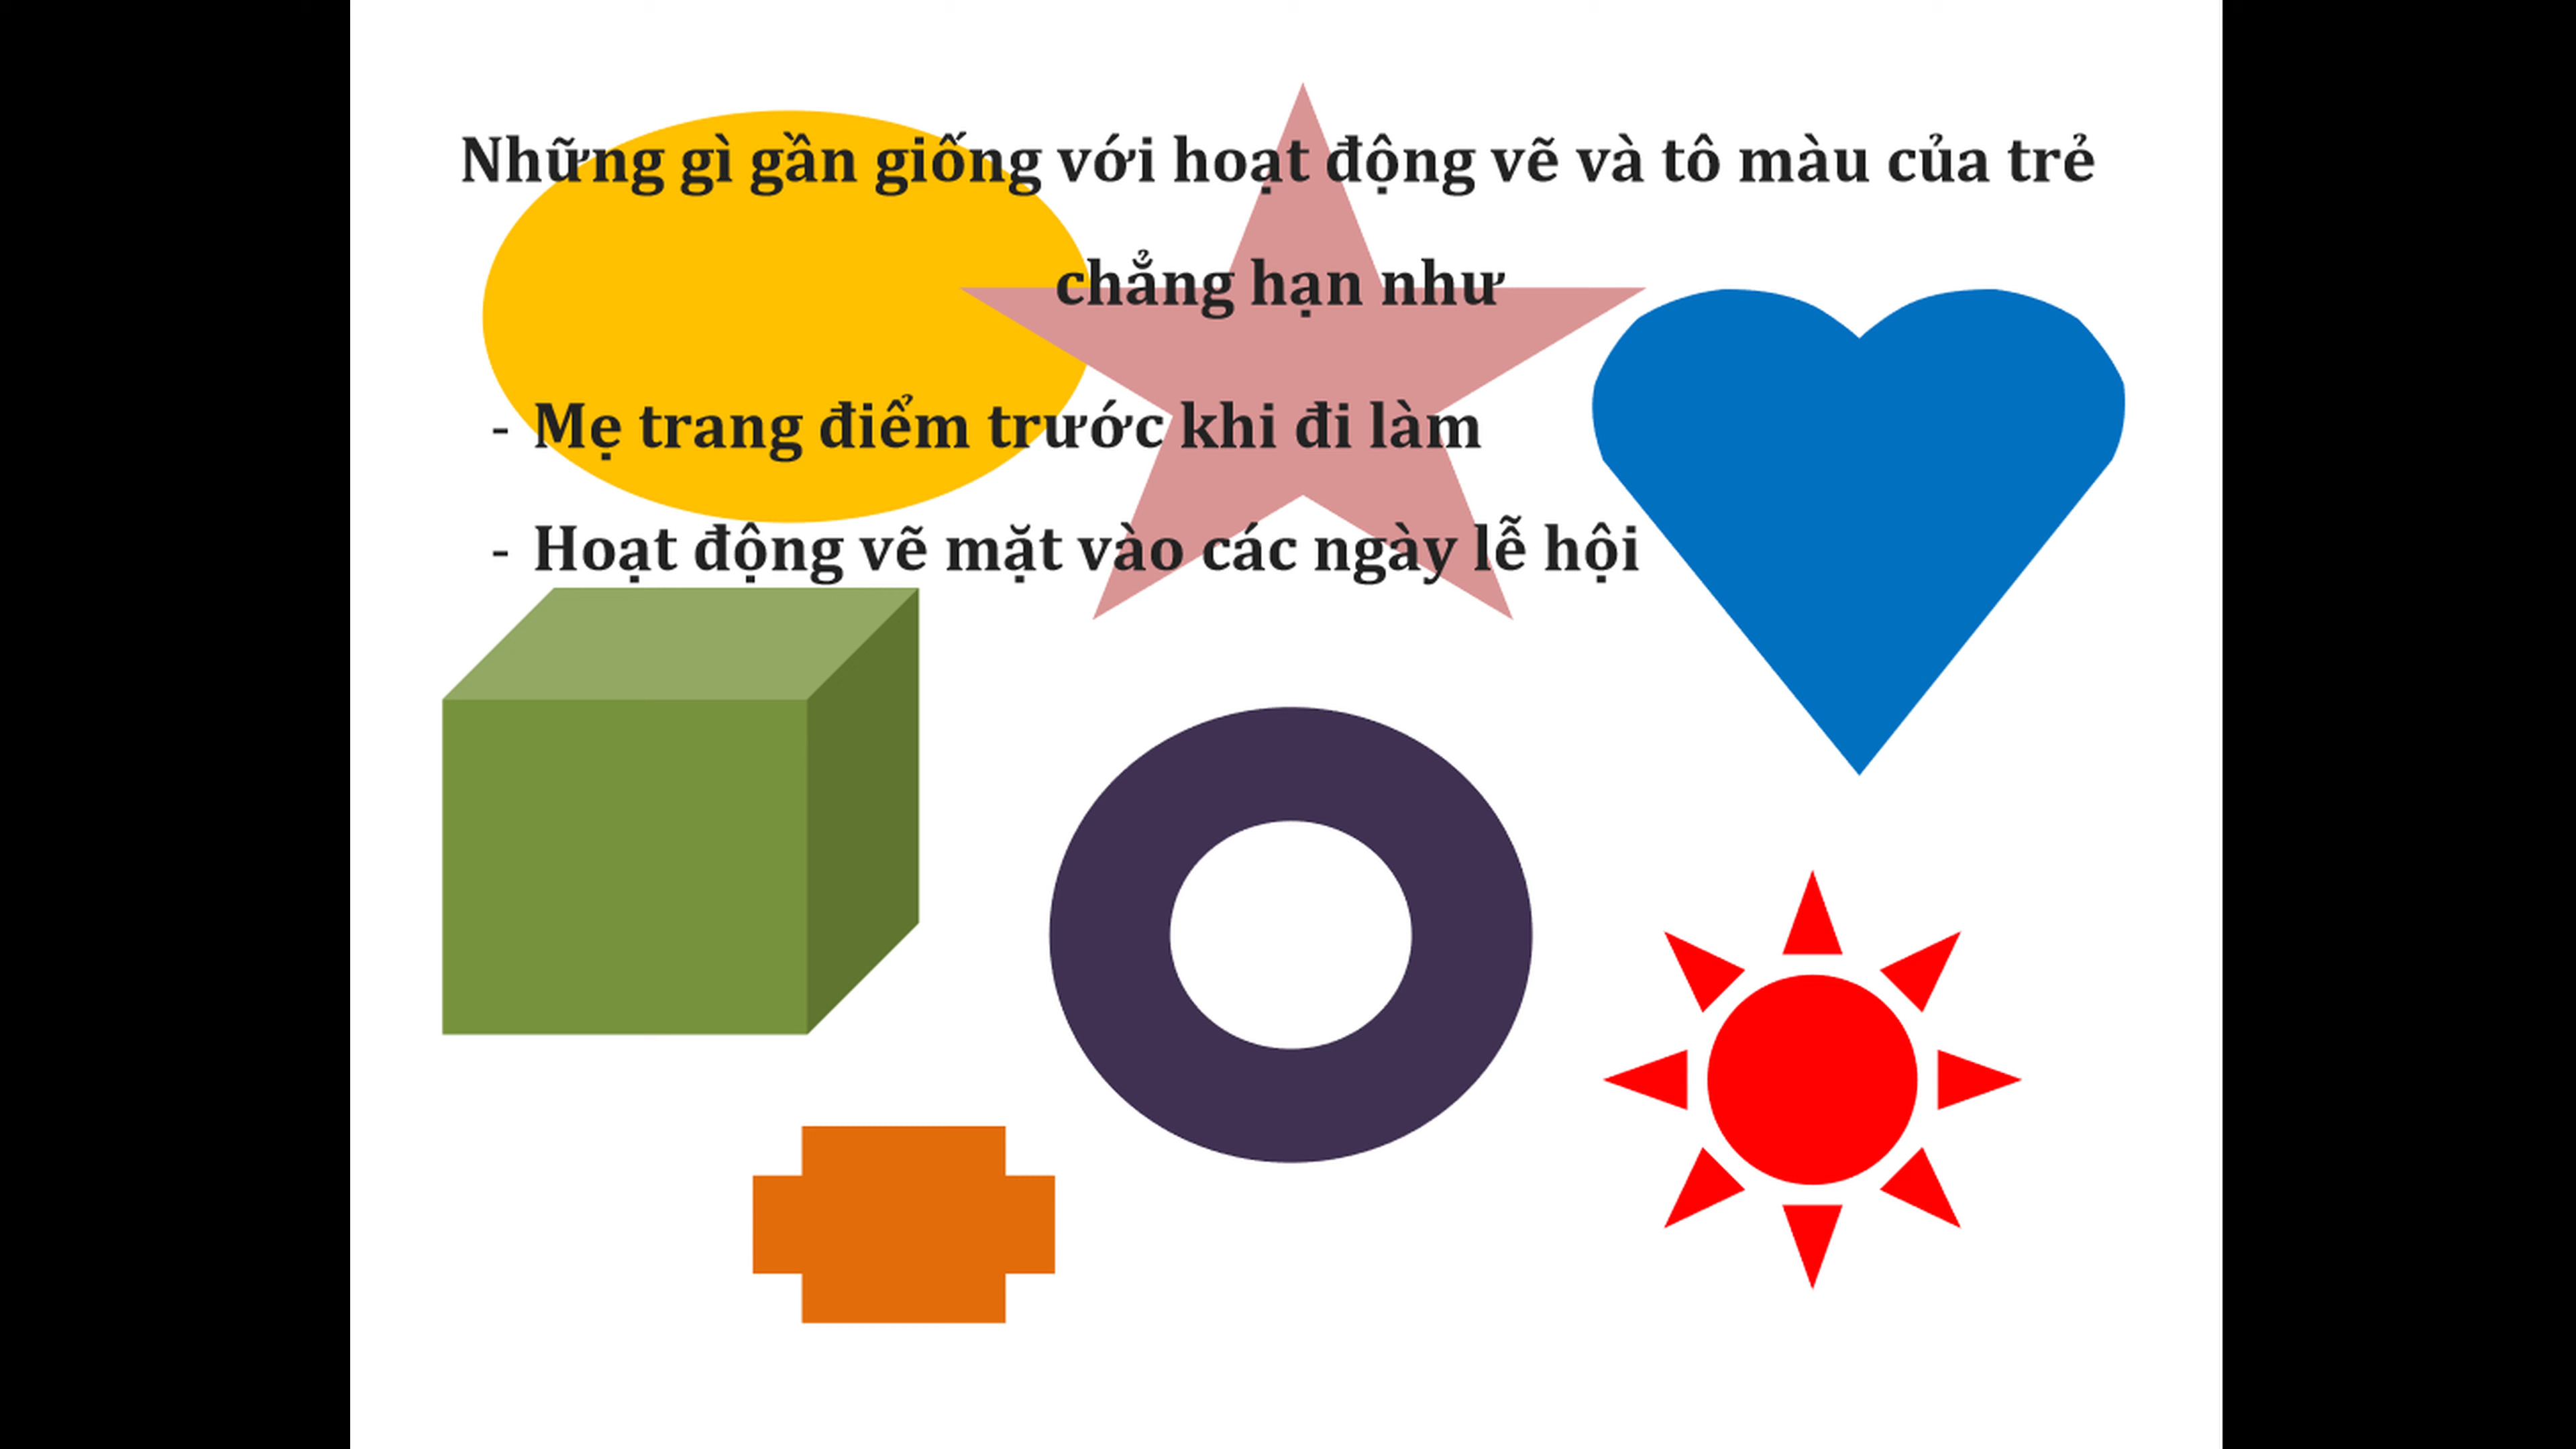 Những gì gần giống với hoạt động vẽ và tô màu của trẻ
chẳng hạn như
- Mẹ trang điểm trước khi đi làm
- Hoạt động vẽ mặt vào các ngày lễ hội